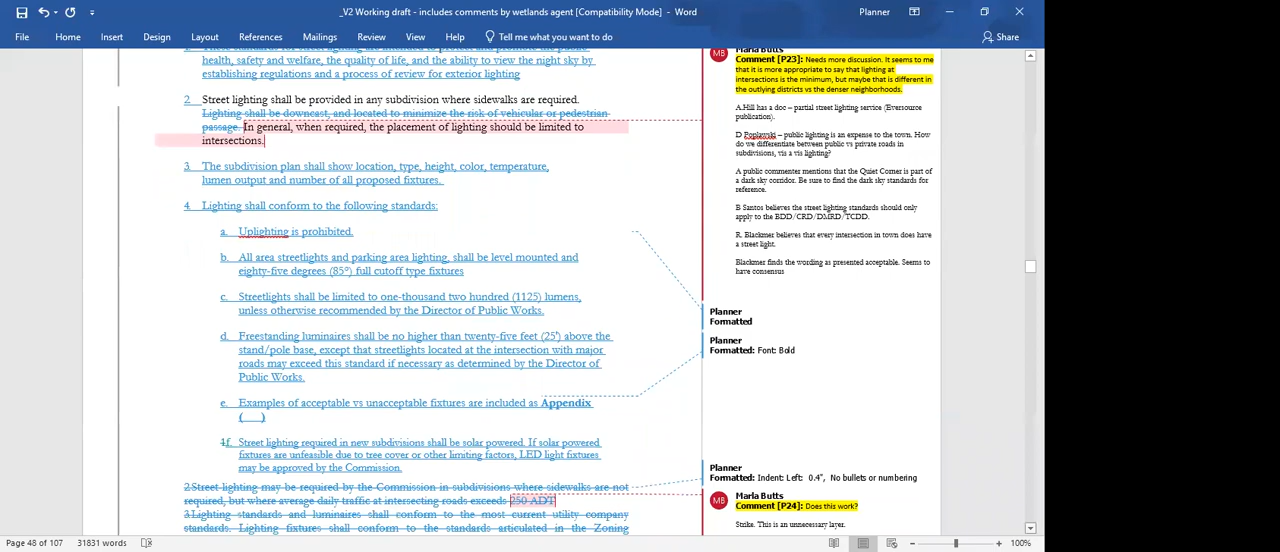 _V2 Working draft - includes comments by wetlands agent [Compatibility Mode] - Word
Planner
File Home Insert Design Layout References Mailings Review View Help Tell me what you want to do
Share
1. These standards for street lighting are intended to protect and promote the public
health, safety and welfare, the quality of life, and the ability to view the night sky by
establishing regulations and a process of review for exterior lighting
2. Street lighting shall be provided in any subdivision where sidewalks are required.
Lighting shall be downcast, and located to minimize the risk of vehicular or pedestrian
passage. In general, when required, the placement of lighting should be limited to
intersections.
3. The subdivision plan shall show location, type, height, color, temperature,
lumen output and number of all proposed fixtures.
4. Lighting shall conform to the following standards:
a. Uplighting is prohibited.
b. All area streetlights and parking area lighting, shall be level mounted and
eighty-five degrees (85°) full cutoff type fixtures
c. Streetlights shall be limited to one-thousand two hundred (1125) lumens,
unless otherwise recommended by the Director of Public Works.
d. Freestanding luminaires shall be no higher than twenty-five feet (25') above the
stand/pole base, except that streetlights located at the intersection with major
roads may exceed this standard if necessary as determined by the Director of
Public Works.
e. Examples of acceptable vs unacceptable fixtures are included as Appendix
( )
1f. Street lighting required in new subdivisions shall be solar powered. If solar powered
fixtures are unfeasible due to tree cover or other limiting factors, LED light fixtures
may be approved by the Commission.
2.Street lighting may be required by the Commission in subdivisions where sidewalks are not
required, but where average daily traffic at intersecting roads exceeds 250 ADT
3.Lighting standards and luminaires shall conform to the most current utility company
standards. Lighting fixtures shall conform to the standards articulated in the Zoning
MB
Marla Butts
Comment [P23]: Needs more discussion. It seems to
me that it is more appropriate to say that lighting at
intersections is the minimum, but maybe that is different in
the outlying districts vs the denser neighborhoods.
A.Hill has a doc – partial street lighting service (Eversource
publication).
D Poplawski – public lighting is an expense to the town. How
do we differentiate between public vs private roads in
subdivisions, vis a vis lighting?
A public commenter mentions that the Quiet Corner is part of
a dark sky corridor. Be sure to find the dark sky standards for
reference.
B Santos believes the street lighting standards should only
apply to the BDD/CRD/DMRD/TCDD.
R. Blackmer believes that every intersection in town does have
a street light.
Blackmer finds the wording as presented acceptable. Seems to
have consensus
Planner
Formatted
Planner
Formatted: Font: Bold
Planner
Formatted: Indent: Left 0.4", No bullets or numbering
MB
Marla Butts
Comment [P24]: Does this work?
Strike. This is an unnecessary layer.
Page 48 of 107 31831 words
100%